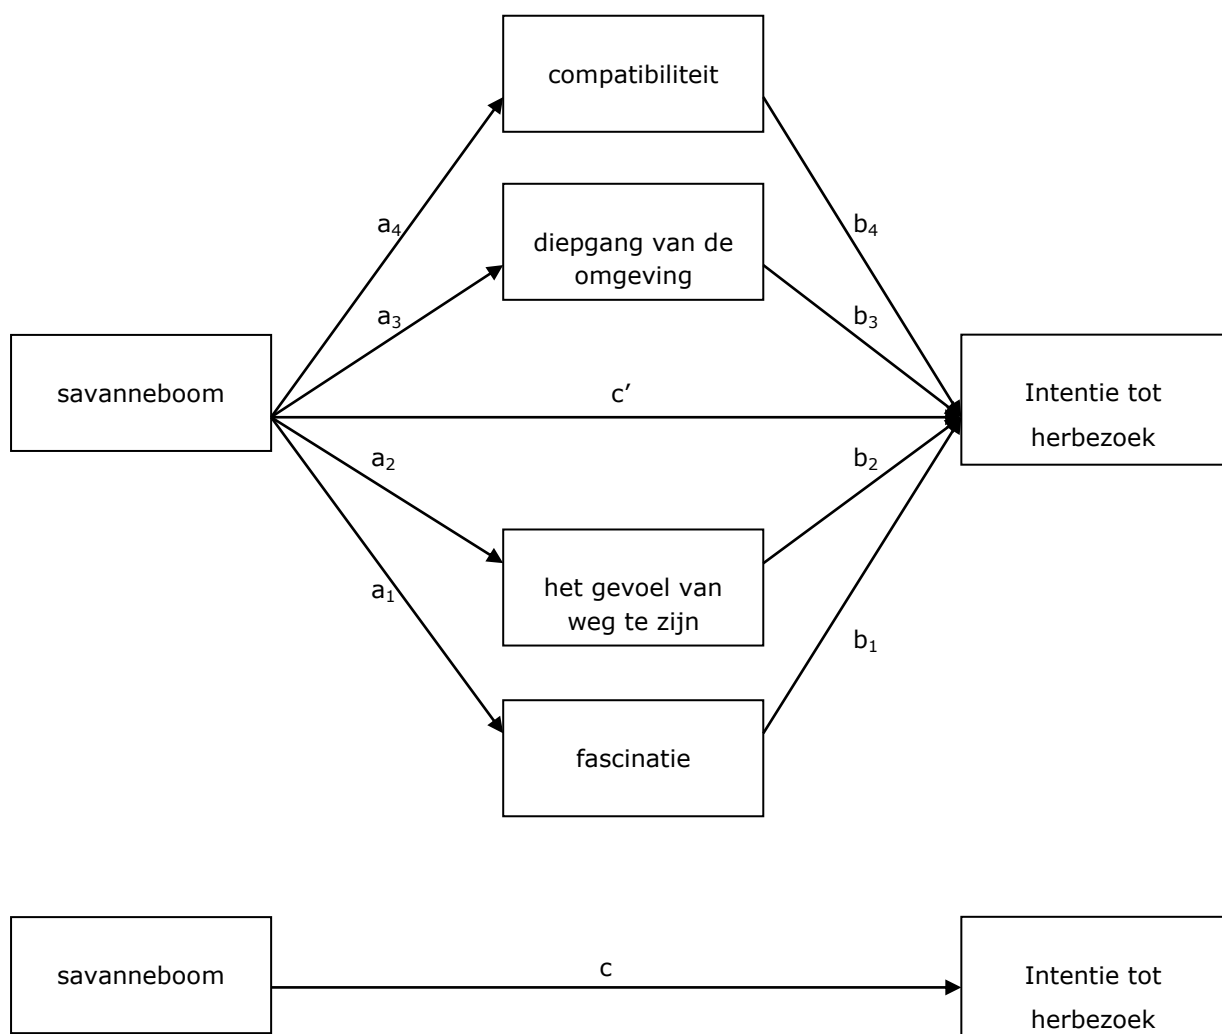 compatibiliteit
a₄
b₄
diepgang van de
omgeving
a₃
b₃
savanneboom
c’
Intentie tot
herbezoek
a₂
b₂
het gevoel van
weg te zijn
a₁
b₁
fascinatie
savanneboom
c
Intentie tot
herbezoek